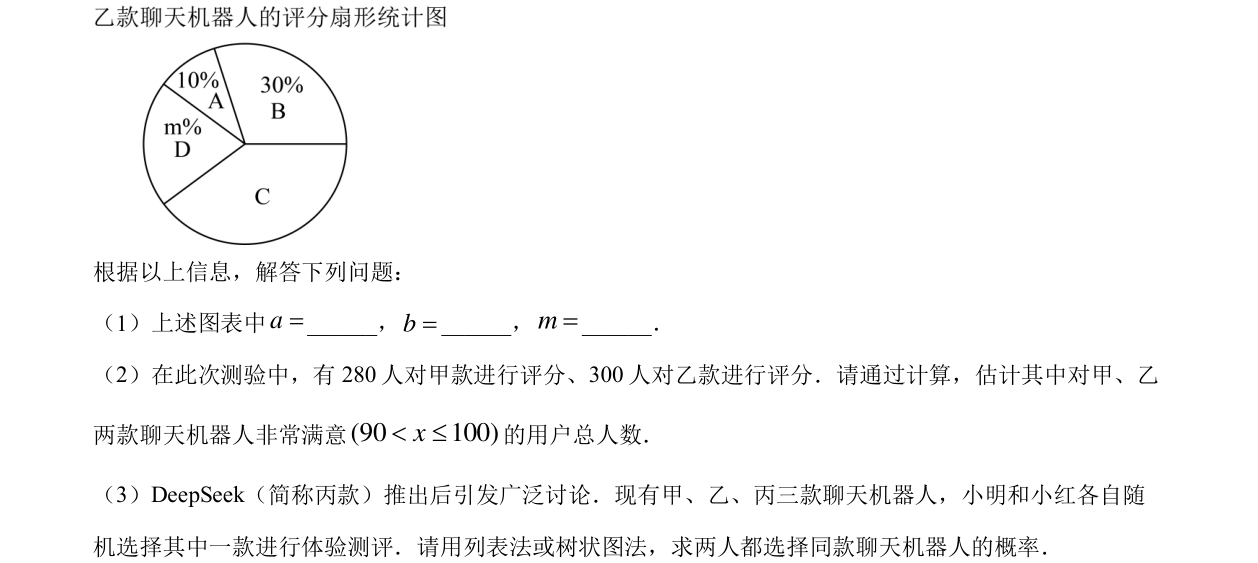 乙款聊天机器人的评分扇形统计图
10%
A
30%
B
m%
D
C
根据以上信息，解答下列问题：
（1）上述图表中a=______，b=______，m=______．
（2）在此次测验中，有280人对甲款进行评分、300人对乙款进行评分．请通过计算，估计其中对甲、乙
两款聊天机器人非常满意(90<x≤100)的用户总人数．
（3）DeepSeek（简称丙款）推出后引发广泛讨论．现有甲、乙、丙三款聊天机器人，小明和小红各自随
机选择其中一款进行体验测评．请用列表法或树状图法，求两人都选择同款聊天机器人的概率．